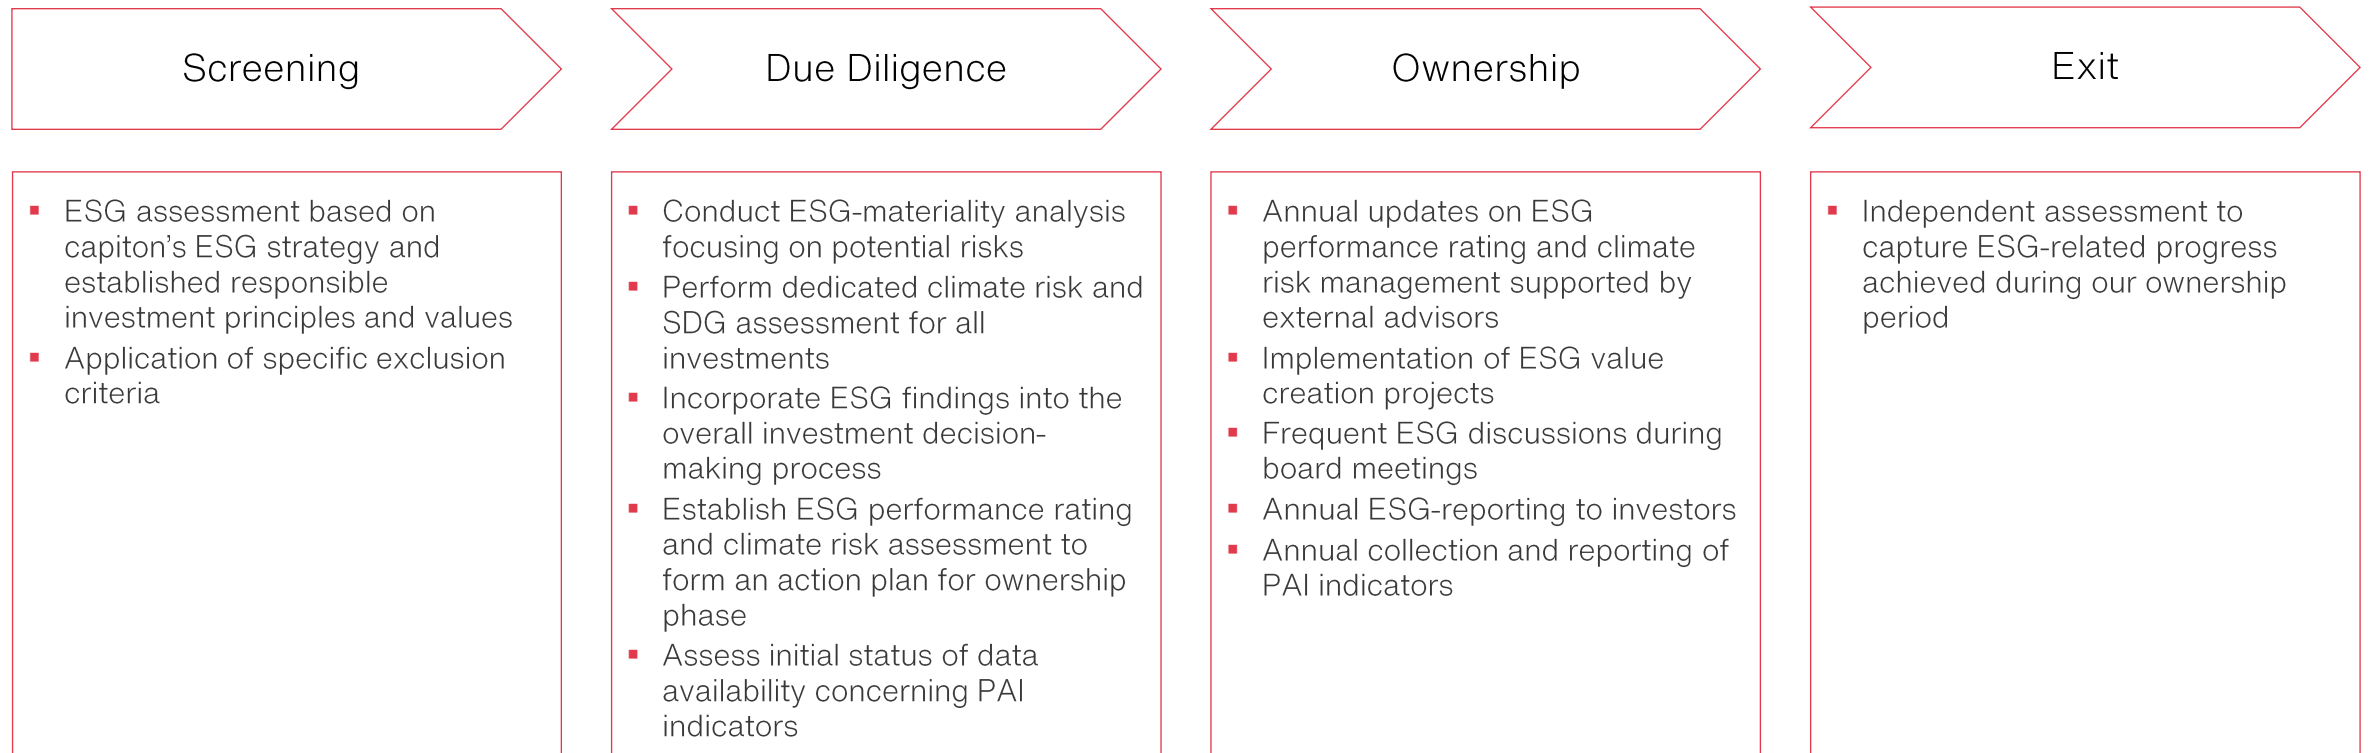 Screening
Due Diligence
Ownership
Exit
▪ ESG assessment based on
capiton’s ESG strategy and
established responsible
investment principles and values
▪ Application of specific exclusion
criteria
▪ Conduct ESG-materiality analysis
focusing on potential risks
▪ Perform dedicated climate risk and
SDG assessment for all
investments
▪ Incorporate ESG findings into the
overall investment decision-
making process
▪ Establish ESG performance rating
and climate risk assessment to
form an action plan for ownership
phase
▪ Assess initial status of data
availability concerning PAI
indicators
▪ Annual updates on ESG
performance rating and climate
risk management supported by
external advisors
▪ Implementation of ESG value
creation projects
▪ Frequent ESG discussions during
board meetings
▪ Annual ESG-reporting to investors
▪ Annual collection and reporting of
PAI indicators
▪ Independent assessment to
capture ESG-related progress
achieved during our ownership
period